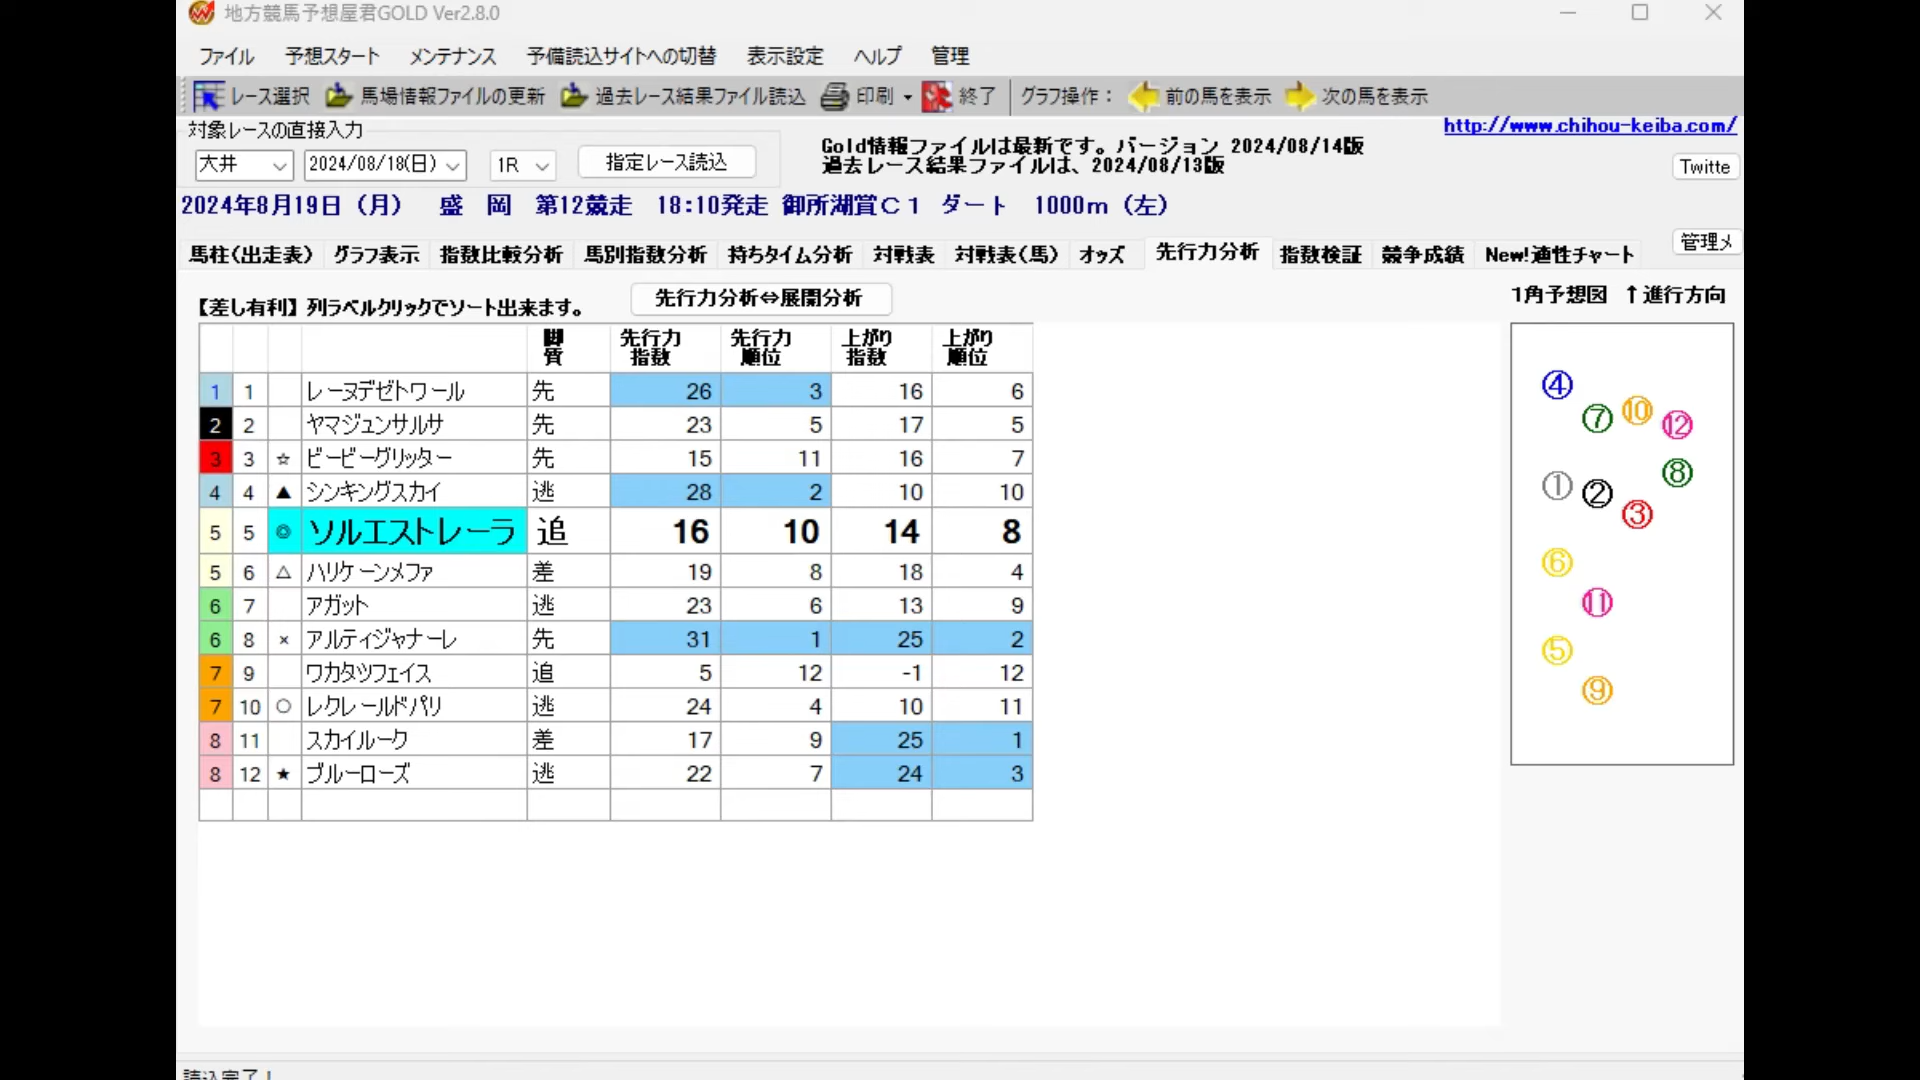 地方競馬予想屋君GOLD Ver2.8.0
ファイル 予想スタート メンテナンス 予備読込サイトへの切替 表示設定 ヘルプ 管理
レース選択 馬場情報ファイルの更新 過去レース結果ファイル読込 印刷 終了 グラフ操作： 前の馬を表示 次の馬を表示
対象レースの直接入力
http://www.chihou-keiba.com/
大井 2024/08/18(日) 1R 指定レース読込
Gold情報ファイルは最新です。バージョン 2024/08/14版
過去レース結果ファイルは、2024/08/13版
Twitte
2024年8月19日（月） 盛 岡 第12競走 18:10発走 御所湖賞Ｃ１ ダート 1000ｍ（左）
管理メ
馬柱(出走表) グラフ表示 指数比較分析 馬別指数分析 持ちタイム分析 対戦表 対戦表(馬) オッズ 先行力分析 指数検証 競争成績 New!適性チャート
【差し有利】列ラベルクリックでソート出来ます。 先行力分析⇔展開分析
1角予想図 ↑進行方向
脚質 先行力指数 先行力順位 上がり指数 上がり順位
1 1 レーヌデゼトワール 先 26 3 16 6
2 2 ヤマジュンサルサ 先 23 5 17 5
3 3 ☆ ビービーグリッター 先 15 11 16 7
4 4 ▲ シンキングスカイ 逃 28 2 10 10
5 5 ◎ ソルエストレーラ 追 16 10 14 8
5 6 △ ハリケーンメファ 差 19 8 18 4
6 7 アガット 逃 23 6 13 9
6 8 × アルティジャナーレ 先 31 1 25 2
7 9 ワカタツフェイス 追 5 12 -1 12
7 10 ○ レクレールドパリ 逃 24 4 10 11
8 11 スカイルーク 差 17 9 25 1
8 12 ★ ブルーローズ 逃 22 7 24 3
④
⑦ ⑩ ⑫
⑧
① ② ③
⑥
⑪
⑤
⑨
読込完了！